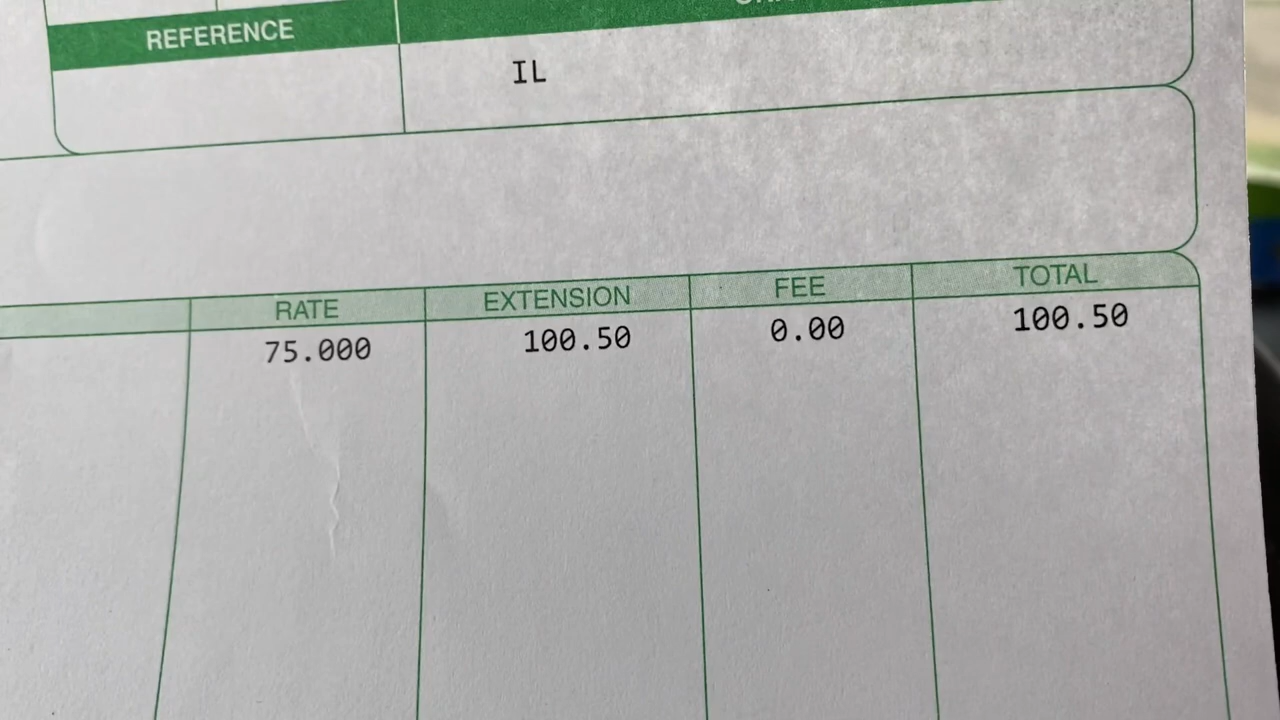 REFERENCE
IL
RATE EXTENSION FEE TOTAL
75.000 100.50 0.00 100.50